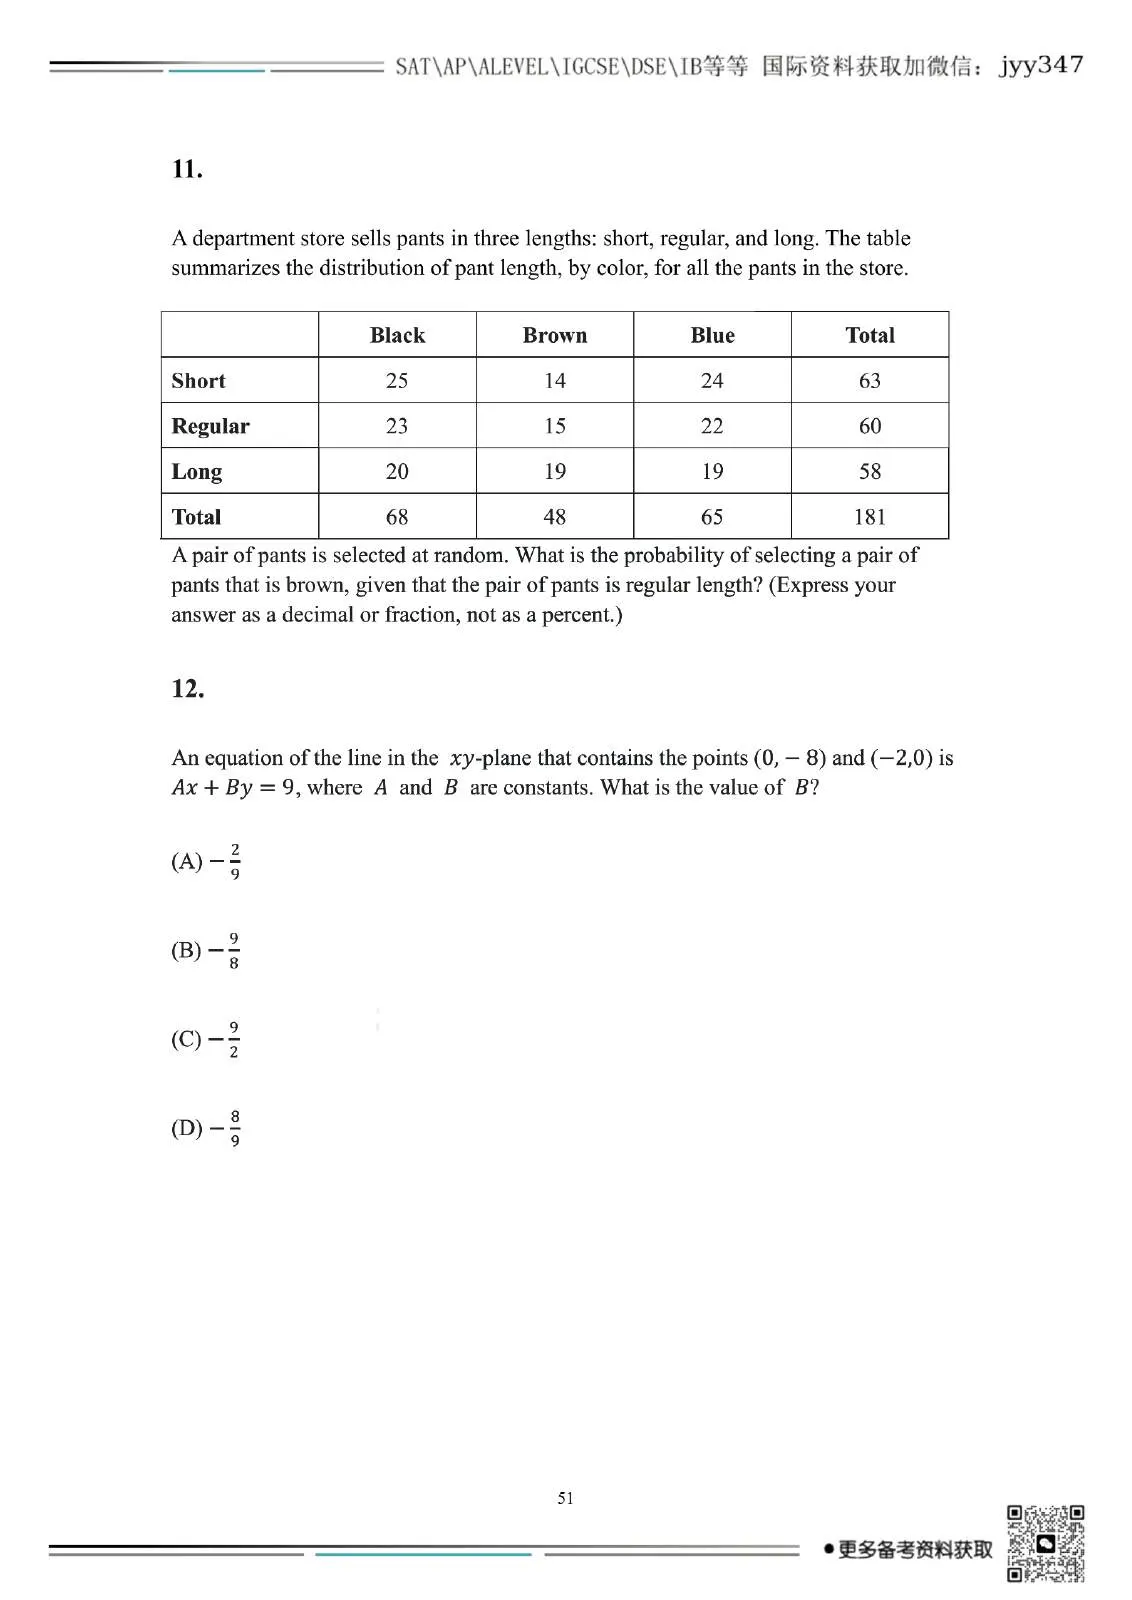 SAT\AP\ALEVEL\IGCSE\DSE\IB等等 国际资料获取加微信: jyy347
11.
A department store sells pants in three lengths: short, regular, and long. The table
summarizes the distribution of pant length, by color, for all the pants in the store.
Black Brown Blue Total
Short 25 14 24 63
Regular 23 15 22 60
Long 20 19 19 58
Total 68 48 65 181
A pair of pants is selected at random. What is the probability of selecting a pair of
pants that is brown, given that the pair of pants is regular length? (Express your
answer as a decimal or fraction, not as a percent.)
12.
An equation of the line in the xy-plane that contains the points (0, − 8) and (−2,0) is
Ax + By = 9, where A and B are constants. What is the value of B?
(A) −2/9
(B) −9/8
(C) −9/2
(D) −8/9
51
●更多备考资料获取